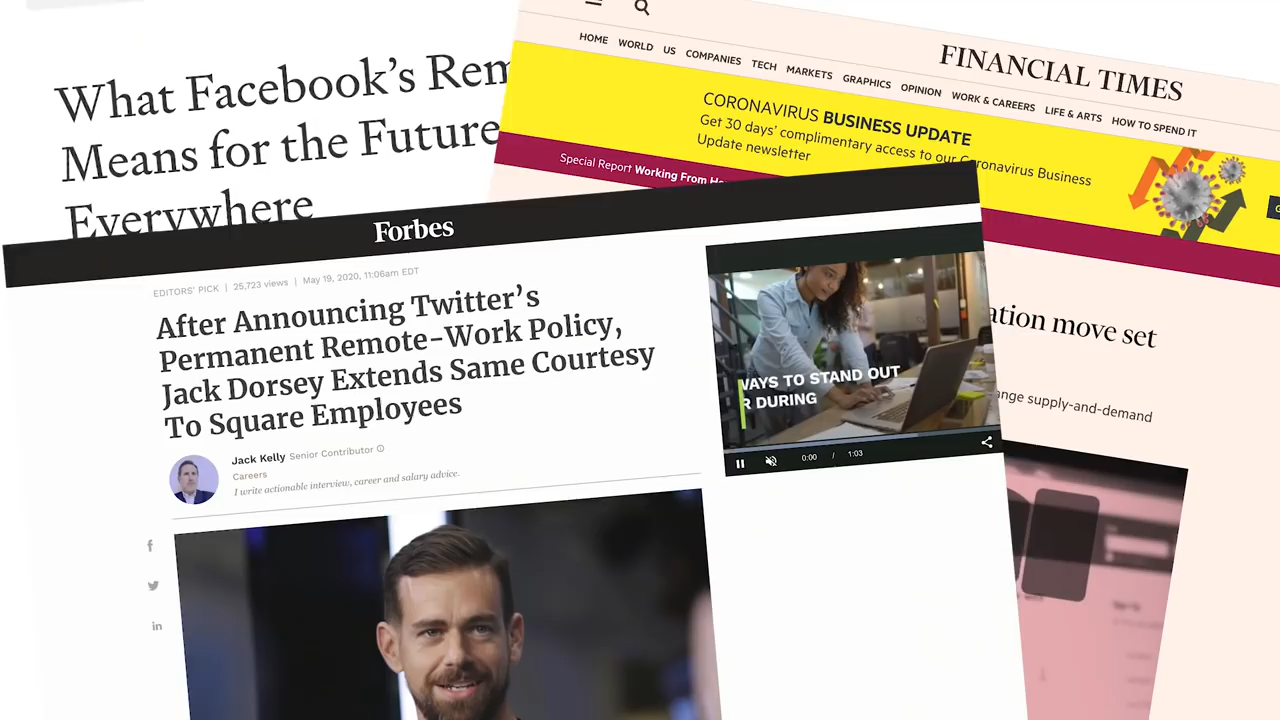 What Facebook's Rem
Means for the Future
Everywhere
FINANCIAL TIMES
HOME WORLD US COMPANIES TECH MARKETS GRAPHICS OPINION WORK & CAREERS LIFE & ARTS HOW TO SPEND IT
CORONAVIRUS BUSINESS UPDATE
Get 30 days' complimentary access to our Coronavirus Business
Update newsletter
Special Report Working From Ho
ation move set
ange supply-and-demand
Forbes
EDITORS' PICK | 25,723 views | May 19, 2020, 11:06am EDT
After Announcing Twitter's
Permanent Remote-Work Policy,
Jack Dorsey Extends Same Courtesy
To Square Employees
Jack Kelly Senior Contributor
Careers
I write actionable interview, career and salary advice.
WAYS TO STAND OUT
R DURING
0:00 / 1:03